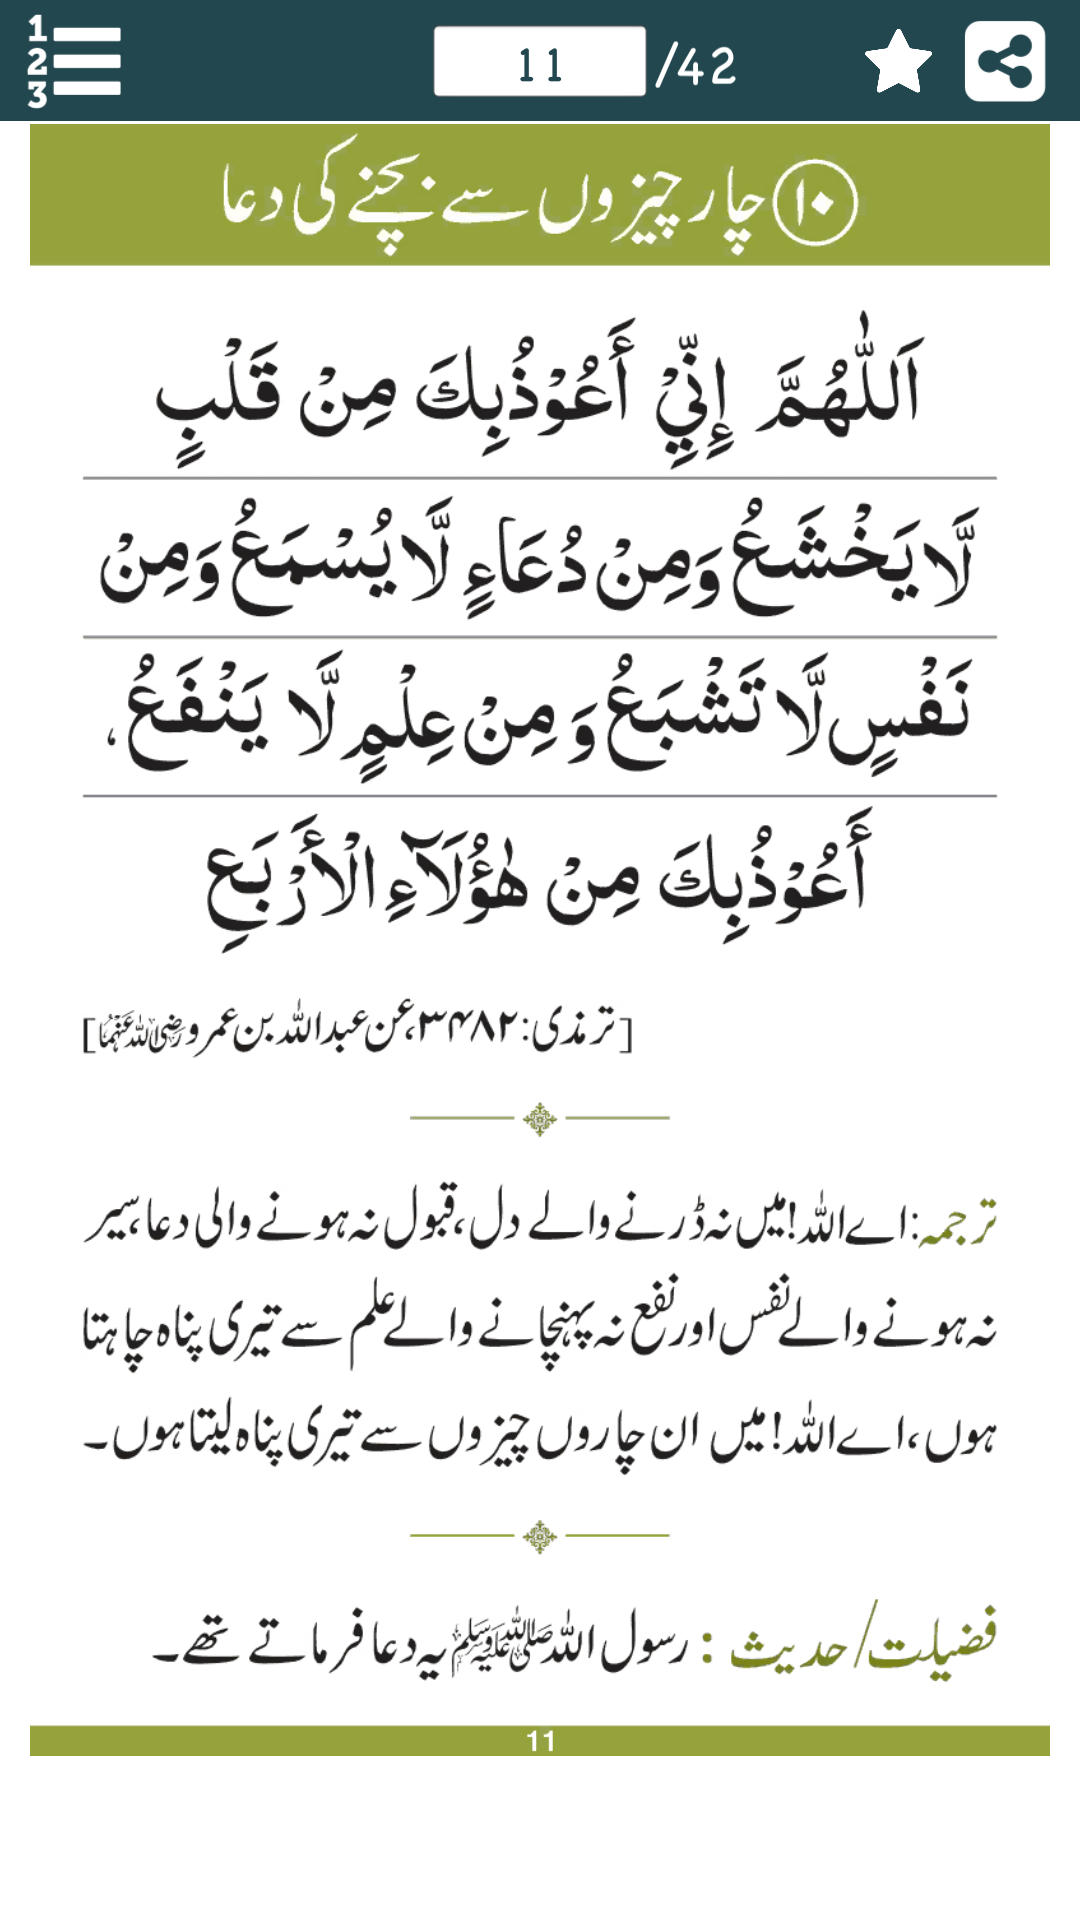 1
2
3
11 /42
۱۰ چار چیزوں سے بچنے کی دعا
اَللّٰهُمَّ إِنِّيْ أَعُوْذُبِكَ مِنْ قَلْبٍ
لَّا يَخْشَعُ وَمِنْ دُعَاءٍ لَّا يُسْمَعُ وَمِنْ
نَفْسٍ لَّا تَشْبَعُ وَ مِنْ عِلْمٍ لَّا يَنْفَعُ،
أَعُوْذُبِكَ مِنْ هٰؤُلَآءِ الْأَرْبَعِ
[ترمذی: ۳۴۸۲، عن عبداللہ بن عمرو رضی اللہ عنہما]
ترجمہ: اے اللہ! میں نہ ڈرنے والے دل، قبول نہ ہونے والی دعا، سیر
نہ ہونے والے نفس اور نفع نہ پہنچانے والے علم سے تیری پناہ چاہتا
ہوں، اے اللہ! میں ان چاروں چیزوں سے تیری پناہ لیتا ہوں۔
فضیلت/حدیث: رسول اللہ ﷺ یہ دعا فرماتے تھے۔
11